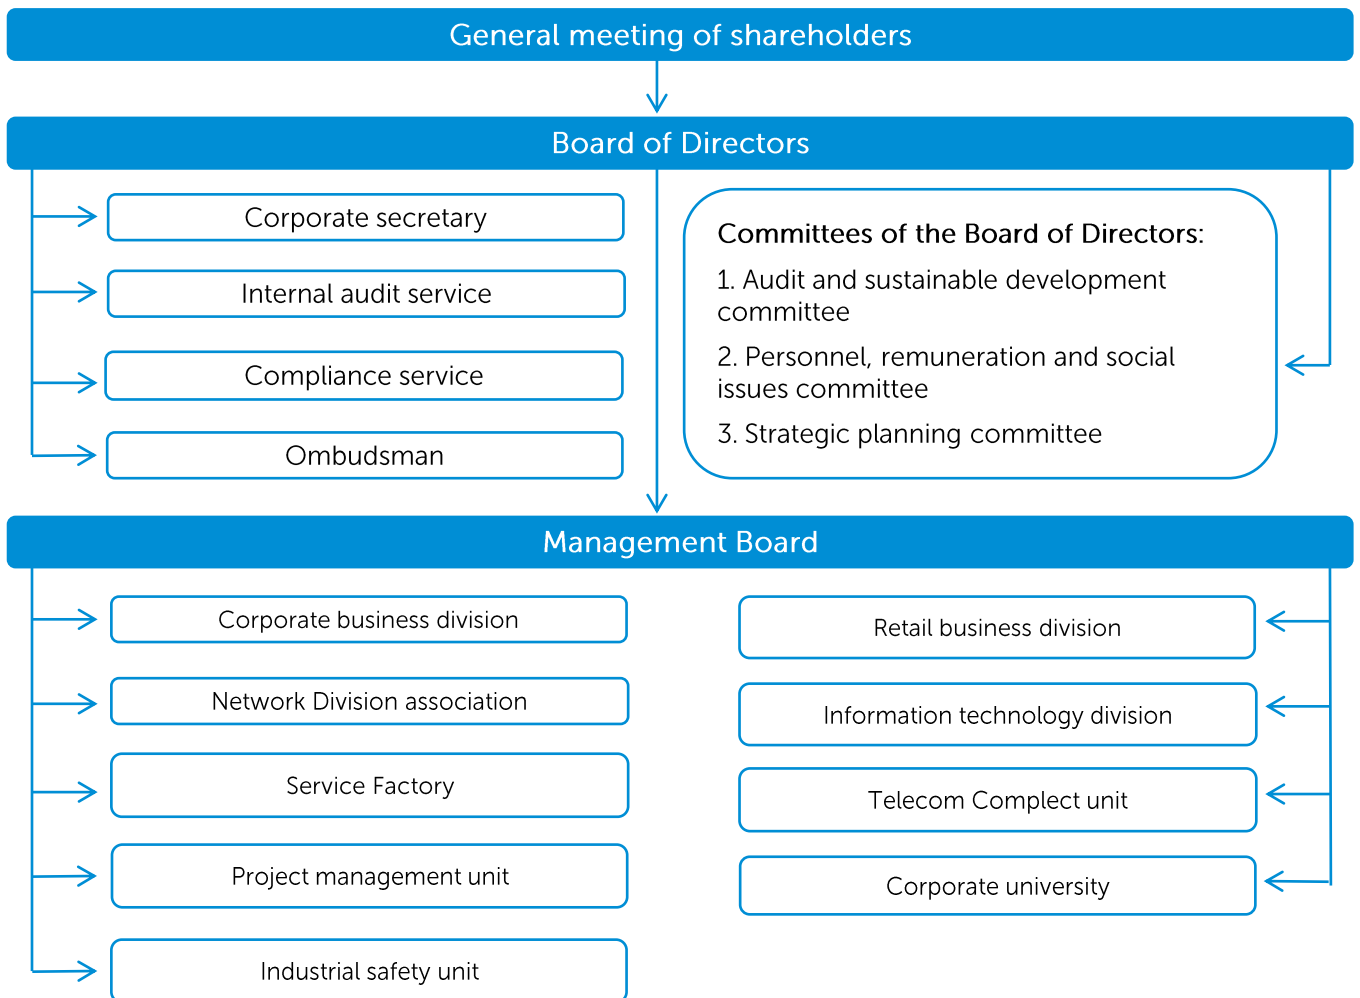 General meeting of shareholders
Board of Directors
Corporate secretary
Internal audit service
Compliance service
Ombudsman
Committees of the Board of Directors:
1. Audit and sustainable development
committee
2. Personnel, remuneration and social
issues committee
3. Strategic planning committee
Management Board
Corporate business division
Network Division association
Service Factory
Project management unit
Industrial safety unit
Retail business division
Information technology division
Telecom Complect unit
Corporate university